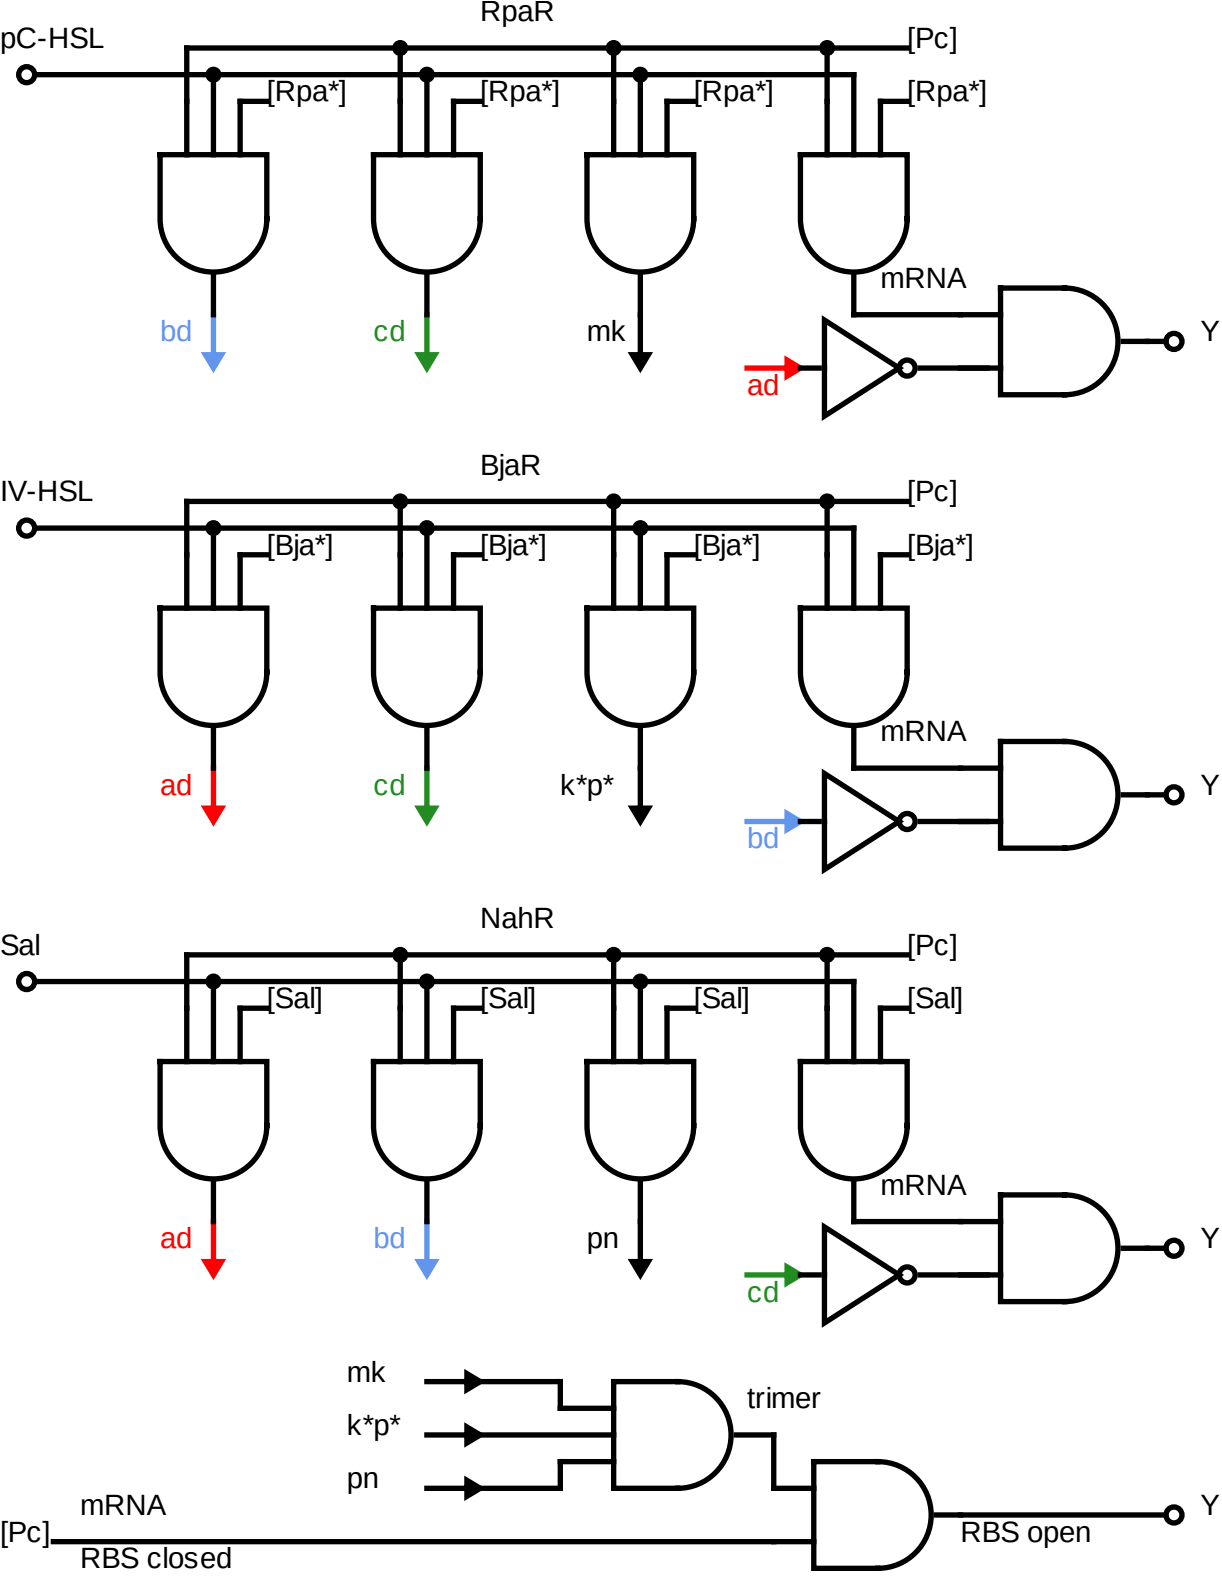 RpaR
pC-HSL [Pc]
[Rpa*] [Rpa*] [Rpa*] [Rpa*]
mRNA
bd cd mk Y
ad
BjaR
IV-HSL [Pc]
[Bja*] [Bja*] [Bja*] [Bja*]
mRNA
ad cd k*p* Y
bd
NahR
Sal [Pc]
[Sal] [Sal] [Sal] [Sal]
mRNA
ad bd pn Y
cd
mk
trimer
k*p*
pn
mRNA Y
[Pc] RBS open
RBS closed